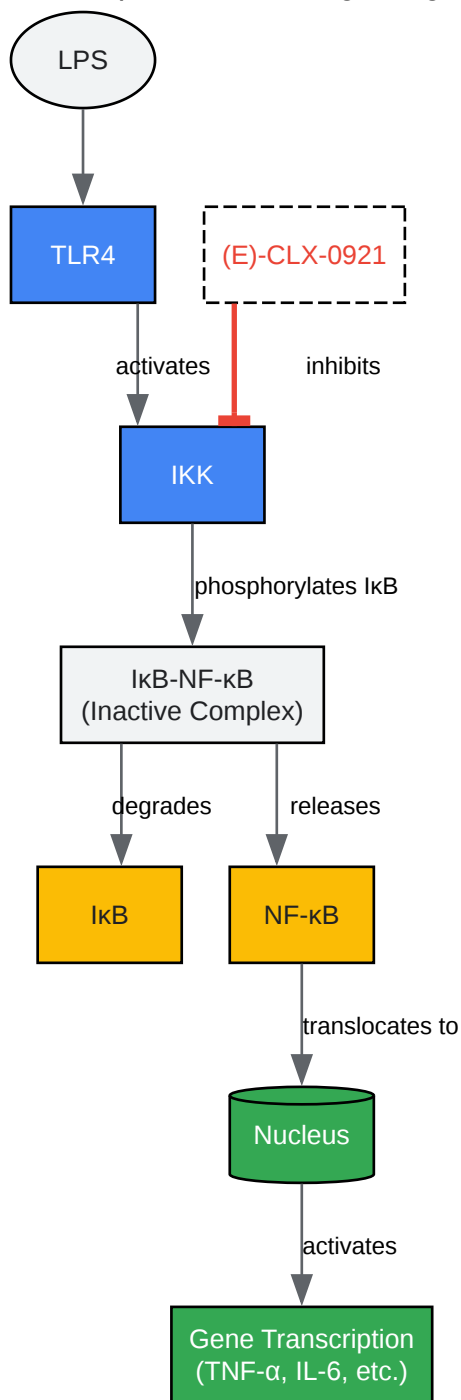 LPS
TLR4
(E)-CLX-0921
activates
inhibits
IKK
phosphorylates IκB
IκB-NF-κB
(Inactive Complex)
degrades
releases
IκB
NF-κB
translocates to
Nucleus
activates
Gene Transcription
(TNF-α, IL-6, etc.)